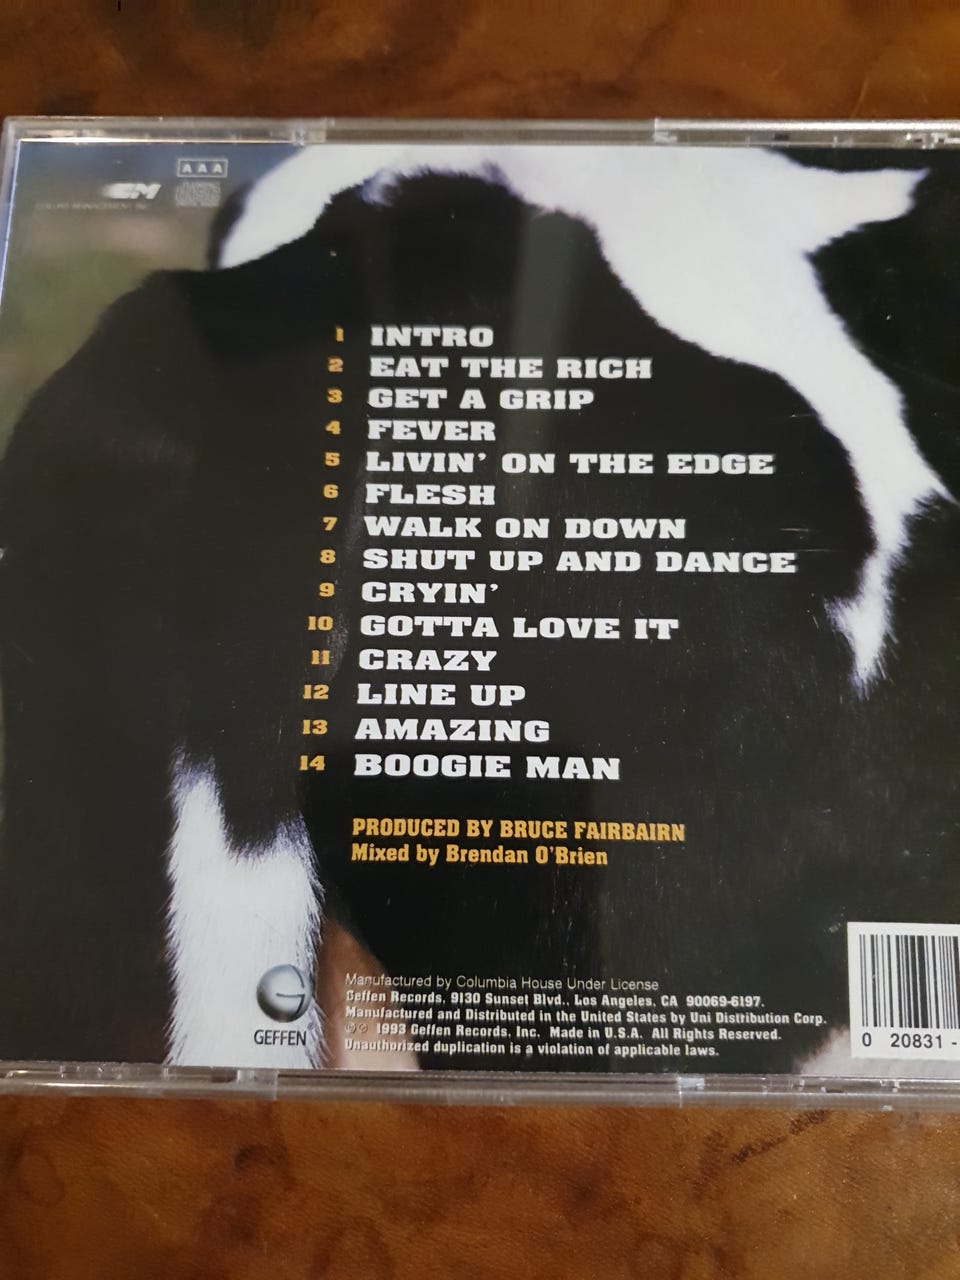 AAA
INTRO
1
2 EAT THE RICH
3 GET A GRIP
4 FEVER
5 LIVIN' ON THE EDGE
6 FLESH
7 WALK ON DOWN
8 SHUT UP AND DANCE
9 CRYIN'
10 GOTTA LOVE IT
11 CRAZY
12 LINE UP
13 AMAZING
14 BOOGIE MAN
PRODUCED BY BRUCE FAIRBAIRN
Mixed by Brendan O'Brien
GEFFEN®
Manufactured by Columbia House Under License
Geffen Records, 9130 Sunset Blvd., Los Angeles, CA 90069-6197.
Manufactured and Distributed in the United States by Uni Distribution Corp.
℗ © 1993 Geffen Records, Inc. Made in U.S.A. All Rights Reserved.
Unauthorized duplication is a violation of applicable laws.
0 20831 -